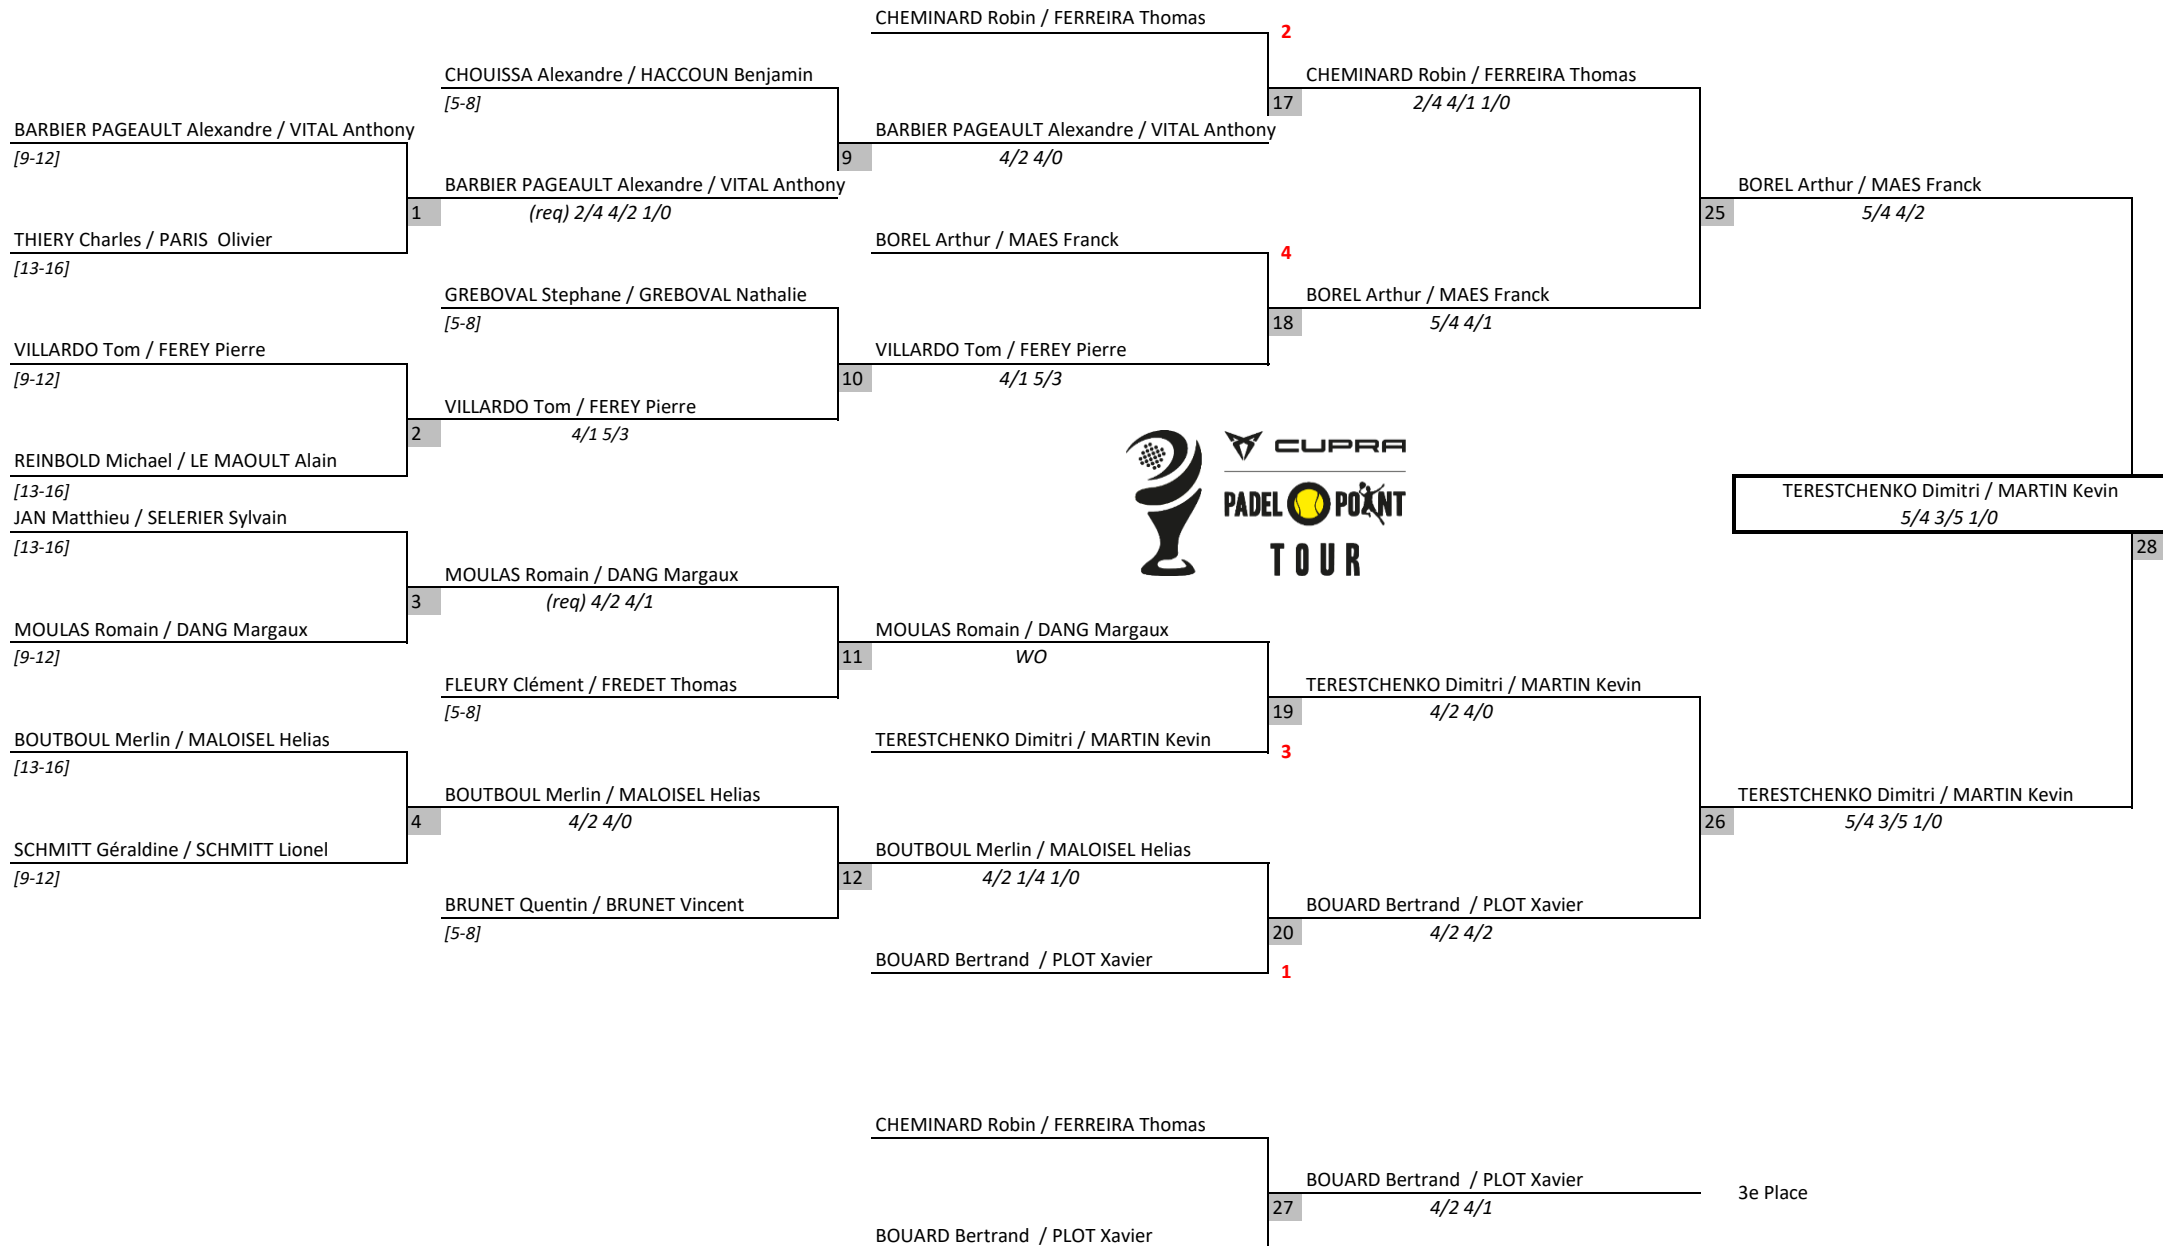 CHEMINARD Robin / FERREIRA Thomas
2
CHOUISSA Alexandre / HACCOUN Benjamin
CHEMINARD Robin / FERREIRA Thomas
[5-8]
17
2/4 4/1 1/0
BARBIER PAGEAULT Alexandre / VITAL Anthony
BARBIER PAGEAULT Alexandre / VITAL Anthony
[9-12]
9
4/2 4/0
BARBIER PAGEAULT Alexandre / VITAL Anthony
BOREL Arthur / MAES Franck
1
(req) 2/4 4/2 1/0
25
5/4 4/2
THIERY Charles / PARIS  Olivier
BOREL Arthur / MAES Franck
4
[13-16]
GREBOVAL Stephane / GREBOVAL Nathalie
BOREL Arthur / MAES Franck
[5-8]
18
5/4 4/1
VILLARDO Tom / FEREY Pierre
VILLARDO Tom / FEREY Pierre
[9-12]
10
4/1 5/3
VILLARDO Tom / FEREY Pierre
2
4/1 5/3
CUPRA
REINBOLD Michael / LE MAOULT Alain
[13-16]
TERESTCHENKO Dimitri / MARTIN Kevin
PADEL POINT
JAN Matthieu / SELERIER Sylvain
5/4 3/5 1/0
[13-16]
28
TOUR
MOULAS Romain / DANG Margaux
3
(req) 4/2 4/1
MOULAS Romain / DANG Margaux
MOULAS Romain / DANG Margaux
[9-12]
11
WO
FLEURY Clément / FREDET Thomas
TERESTCHENKO Dimitri / MARTIN Kevin
[5-8]
19
4/2 4/0
BOUTBOUL Merlin / MALOISEL Helias
TERESTCHENKO Dimitri / MARTIN Kevin
3
[13-16]
BOUTBOUL Merlin / MALOISEL Helias
TERESTCHENKO Dimitri / MARTIN Kevin
4
4/2 4/0
26
5/4 3/5 1/0
SCHMITT Géraldine / SCHMITT Lionel
BOUTBOUL Merlin / MALOISEL Helias
[9-12]
12
4/2 1/4 1/0
BRUNET Quentin / BRUNET Vincent
BOUARD Bertrand  / PLOT Xavier
[5-8]
20
4/2 4/2
BOUARD Bertrand  / PLOT Xavier
1
CHEMINARD Robin / FERREIRA Thomas
BOUARD Bertrand  / PLOT Xavier
3e Place
27
4/2 4/1
BOUARD Bertrand  / PLOT Xavier